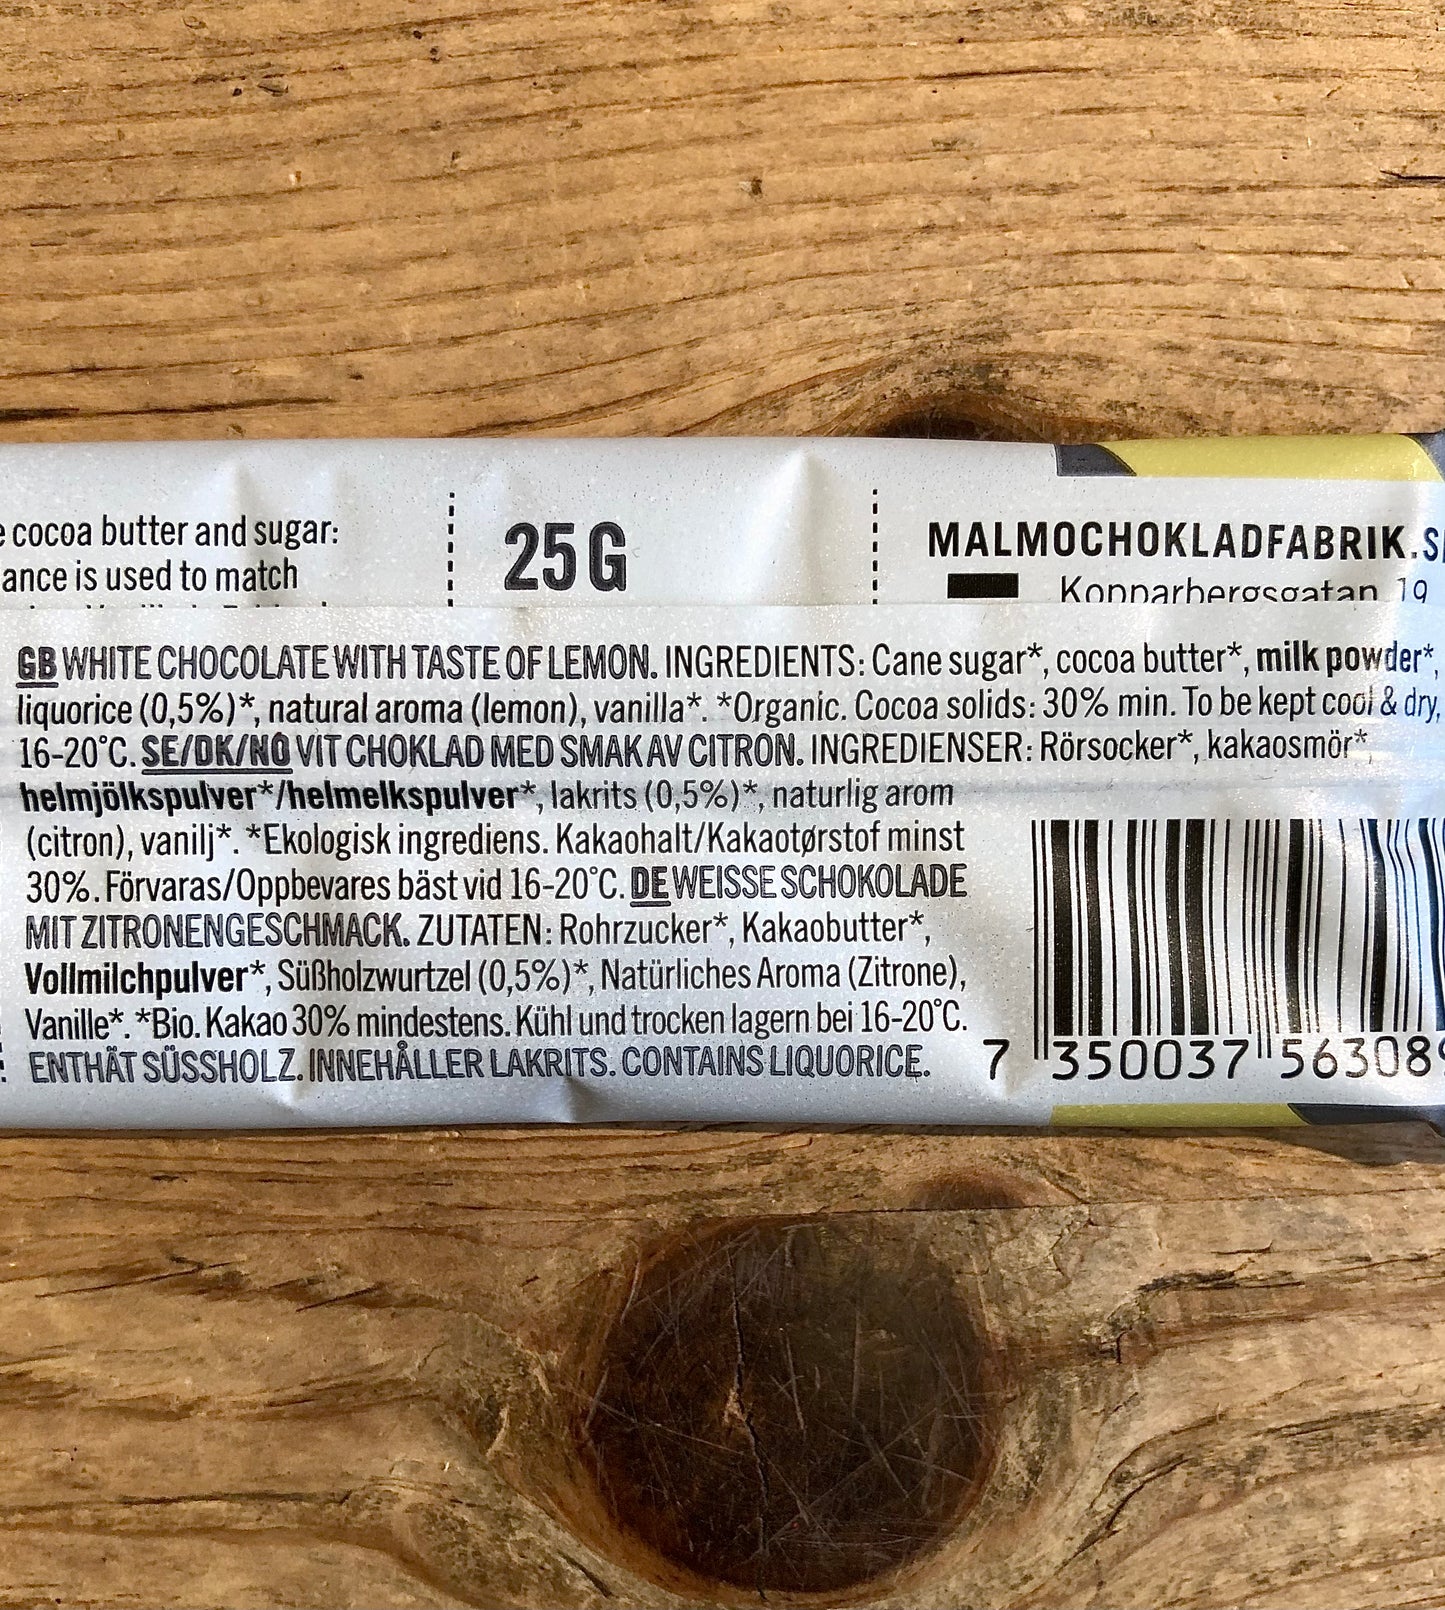 cocoa butter and sugar:
is used to match
25G
MALMOCHOKLADFABRIK.
Kopparbergsgatan 19
GB WHITE CHOCOLATE WITH TASTE OF LEMON. INGREDIENTS: Cane sugar*, cocoa butter*, milk powder*,
liquorice (0,5%)*, natural aroma (lemon), vanilla*. *Organic. Cocoa solids: 30% min. To be kept cool & dry,
16-20°C. SE/DK/NO VIT CHOKLAD MED SMAK AV CITRON. INGREDIENSER: Rörsocker*, kakaosmör*,
helmjölkspulver*/helmelkspulver*, lakrits (0,5%)*, naturlig arom
(citron), vanilj*. *Ekologisk ingrediens. Kakaohalt/Kakaotørstof minst
30%. Förvaras/Oppbevares bäst vid 16-20°C. DE WEISSE SCHOKOLADE
MIT ZITRONENGESCHMACK. ZUTATEN: Rohrzucker*, Kakaobutter*,
Vollmilchpulver*, Süßholzwurtzel (0,5%)*, Natürliches Aroma (Zitrone),
Vanille*. *Bio. Kakao 30% mindestens. Kühl und trocken lagern bei 16-20°C.
ENTHÄT SÜSSHOLZ. INNEHÅLLER LAKRITS. CONTAINS LIQUORICE.
7 350037 563089